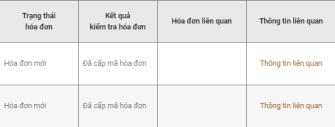 Trạng thái hóa đơn
Kết quả kiểm tra hóa đơn
Hóa đơn liên quan
Thông tin liên quan
Hóa đơn mới
Đã cấp mã hóa đơn
Thông tin liên quan
Hóa đơn mới
Đã cấp mã hóa đơn
Thông tin liên quan